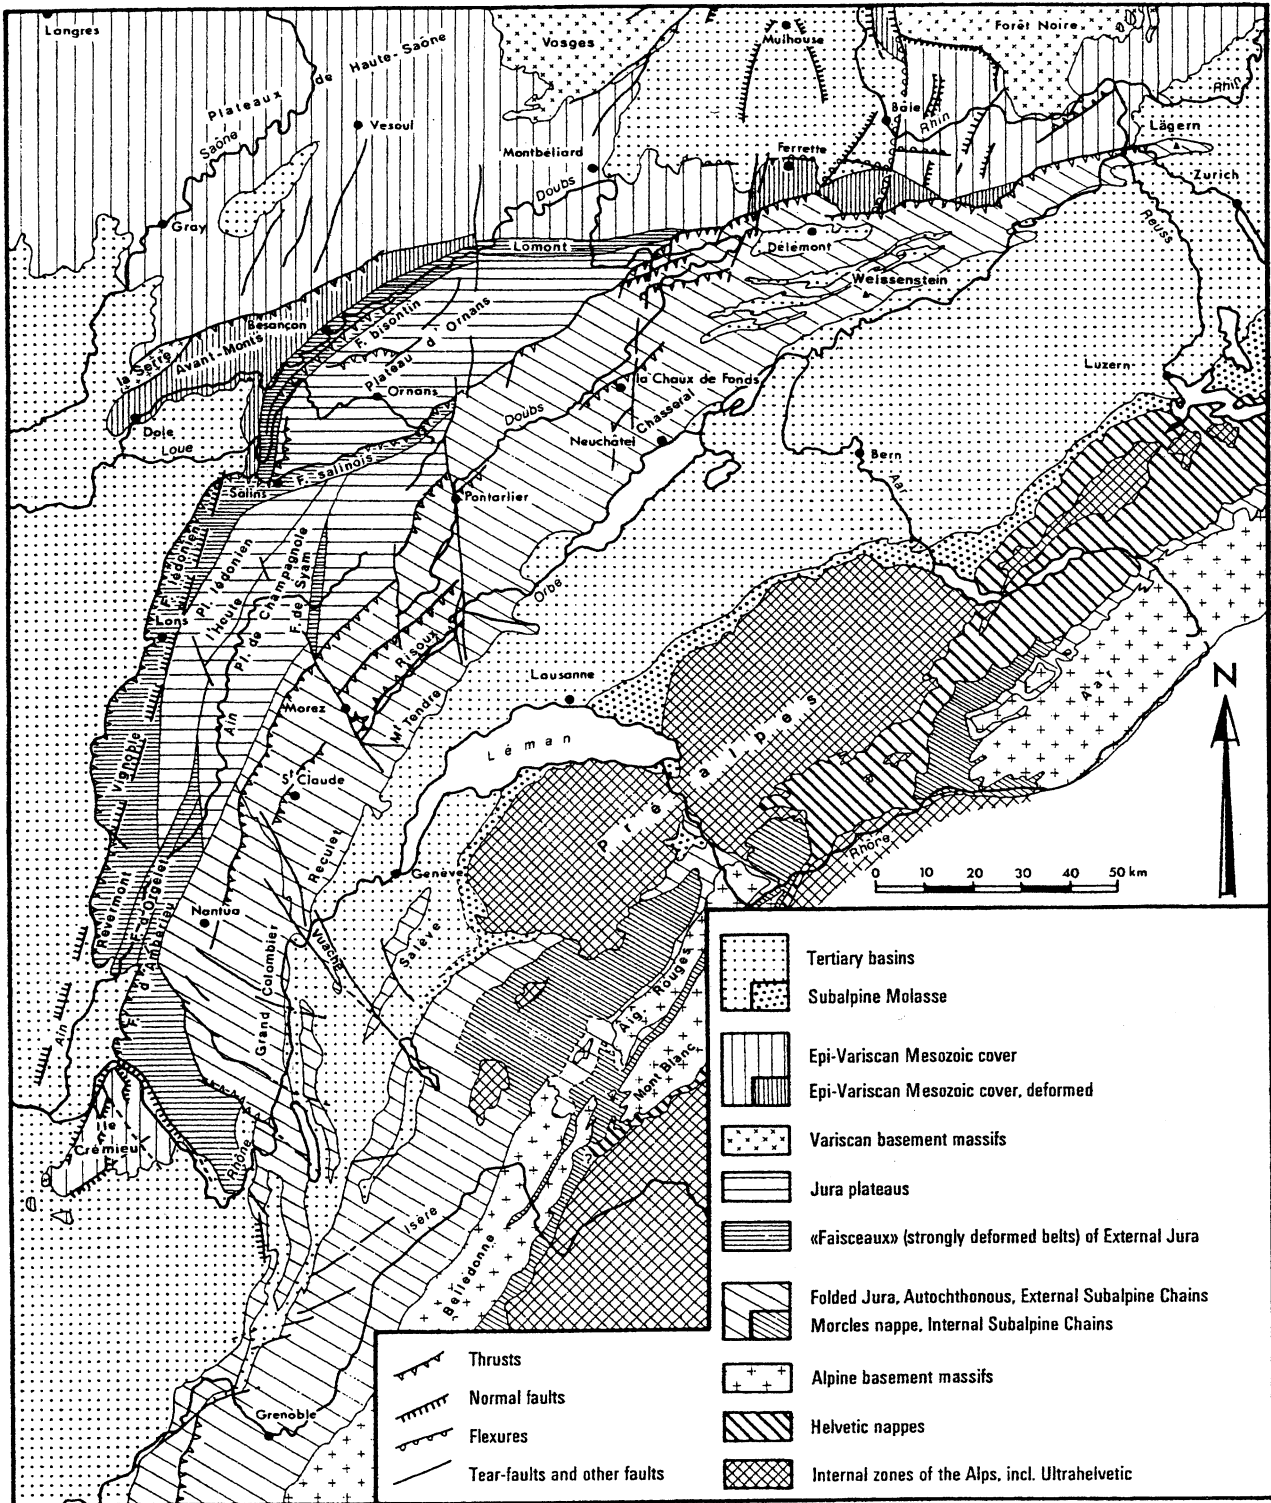 Langres
Vosges
Mulhouse
Forêt Noire
Plateaux de Haute-Saône
Saône
Vesoul
Bâle
Rhin
Rhin
Lägern
Montbéliard
Ferrette
Zurich
Doubs
Gray
Reuss
Lomont
Délémont
Weissenstein
Besançon
F. bisontin
la Serre
Avant-Monts
Plateau d'Ornans
Ornans
la Chaux de Fonds
Luzern
Chasseral
Dole
Doubs
Loue
Neuchâtel
Bern
Aar
F. salinois
Salins
Pontarlier
F. lédonien
Pl. lédonien
l'Heute
Pl. de Champagnole
F. de Syam
Orbe
Lons
Risoux
Lausanne
Aar
N
Ain
Morez
Mt Tendre
Léman
Préalpes
Vignoble
St Claude
Reculet
Rhône
0 10 20 30 40 50 km
Genève
Revermont
F. d'Orgelet
F. d'Ambérieu
Nantua
Vuache
Salève
Grand Colombier
Aig. Rouges
Mont Blanc
Ain
Crémieu
Rhône
Isère
Belledonne
Grenoble
Tertiary basins
Subalpine Molasse
Epi-Variscan Mesozoic cover
Epi-Variscan Mesozoic cover, deformed
Variscan basement massifs
Jura plateaus
«Faisceaux» (strongly deformed belts) of External Jura
Folded Jura, Autochthonous, External Subalpine Chains
Morcles nappe, Internal Subalpine Chains
Alpine basement massifs
Helvetic nappes
Internal zones of the Alps, incl. Ultrahelvetic
Thrusts
Normal faults
Flexures
Tear-faults and other faults